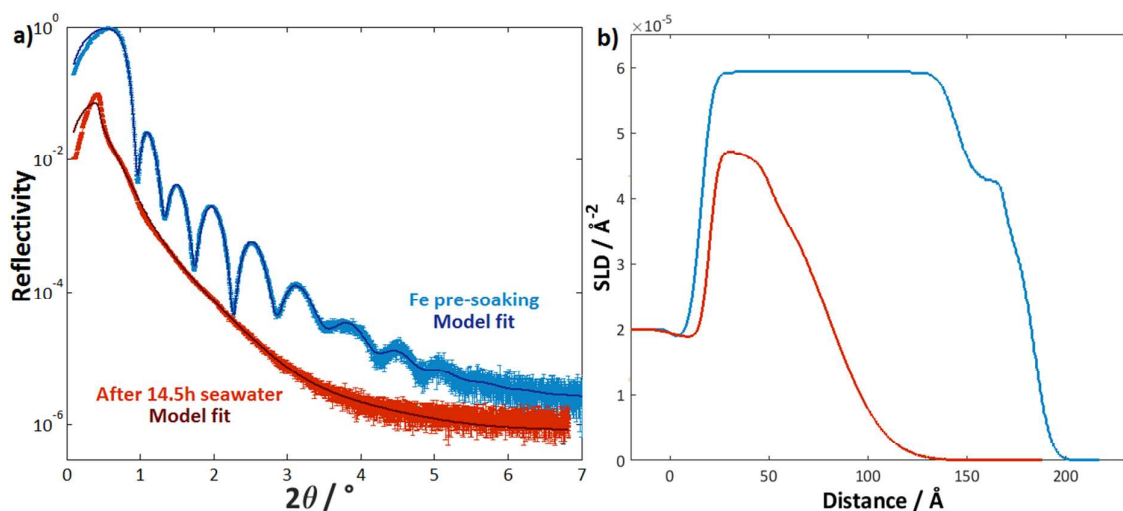 a)
10⁰
10⁻²
10⁻⁴
10⁻⁶
Reflectivity
Fe pre-soaking
Model fit
After 14.5h seawater
Model fit
0 1 2 3 4 5 6 7
2θ / °
b)
×10⁻⁵
6
5
4
3
2
1
0
SLD / Å⁻²
0 50 100 150 200
Distance / Å